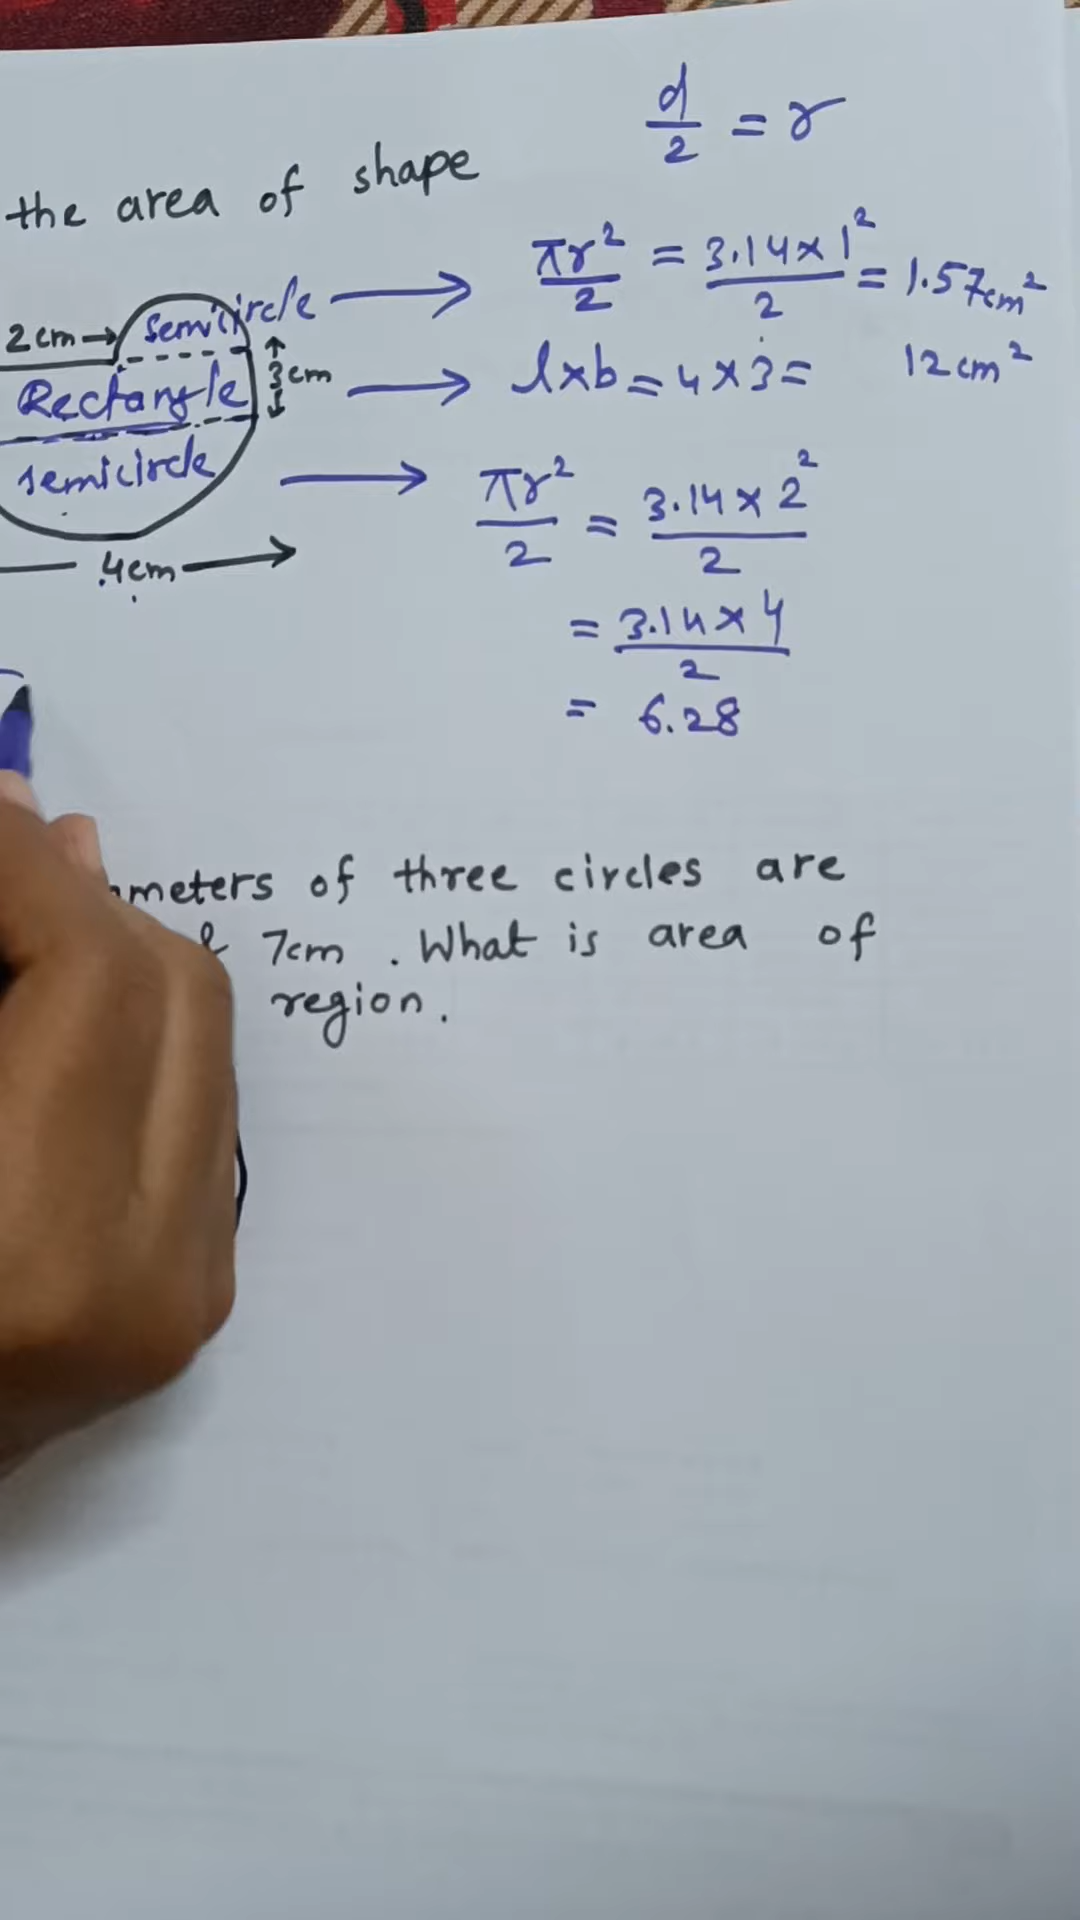 d/2 = r
the area of shape
semicircle → πr²/2 = 3.14×1²/2 = 1.57cm²
2cm→
Rectangle 3cm → l×b = 4×3 = 12cm²
semicircle → πr²/2 = 3.14×2²/2
4cm
= 3.14×4/2
= 6.28
meters of three circles are
& 7cm. What is area of
region.